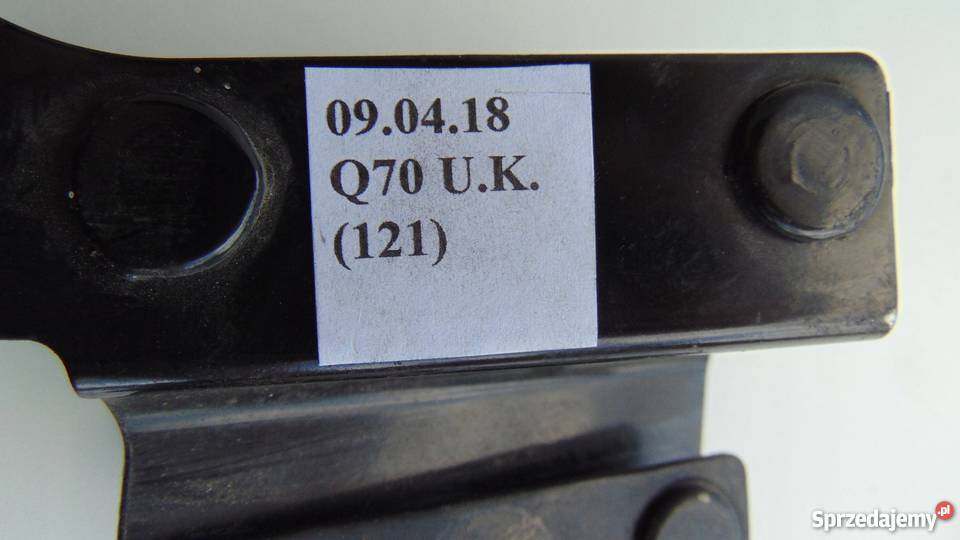 09.04.18
Q70 U.K.
(121)
Sprzedajemy.pl